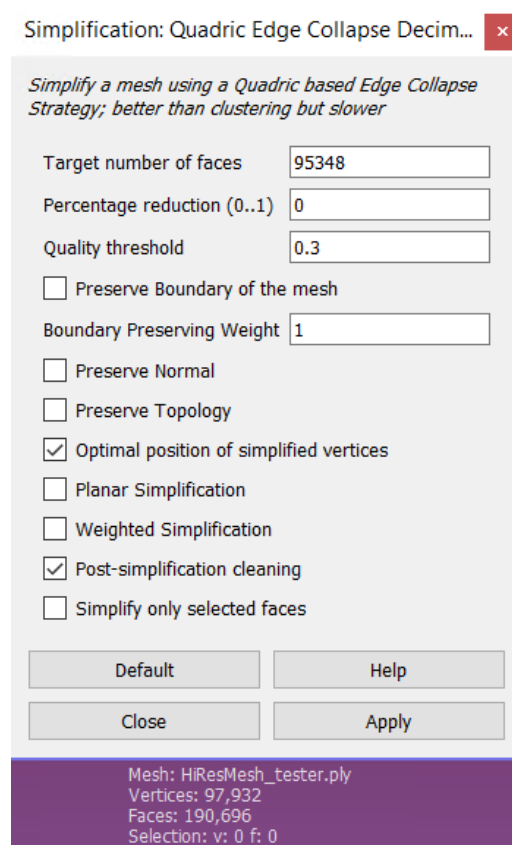 Simplification: Quadric Edge Collapse Decim...
Simplify a mesh using a Quadric based Edge Collapse
Strategy; better than clustering but slower
Target number of faces 95348
Percentage reduction (0..1) 0
Quality threshold 0.3
Preserve Boundary of the mesh
Boundary Preserving Weight 1
Preserve Normal
Preserve Topology
Optimal position of simplified vertices
Planar Simplification
Weighted Simplification
Post-simplification cleaning
Simplify only selected faces
Default Help
Close Apply
Mesh: HiResMesh_tester.ply
Vertices: 97,932
Faces: 190,696
Selection: v: 0 f: 0